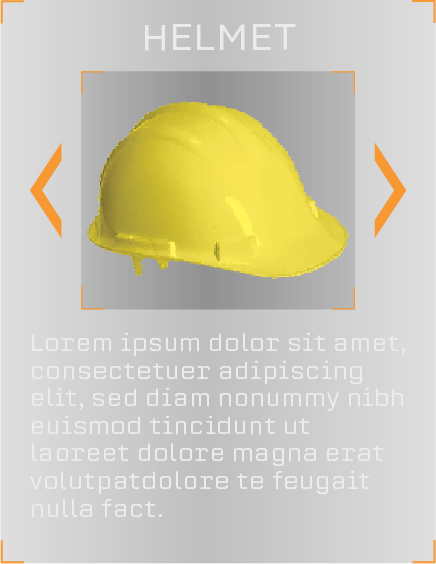 HELMET
Lorem ipsum dolor sit amet,
consectetuer adipiscing
elit, sed diam nonummy nibh
euismod tincidunt ut
laoreet dolore magna erat
volutpatdolore te feugait
nulla fact.